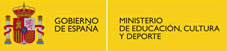 GOBIERNO
DE ESPAÑA
MINISTERIO
DE EDUCACIÓN, CULTURA
Y DEPORTE